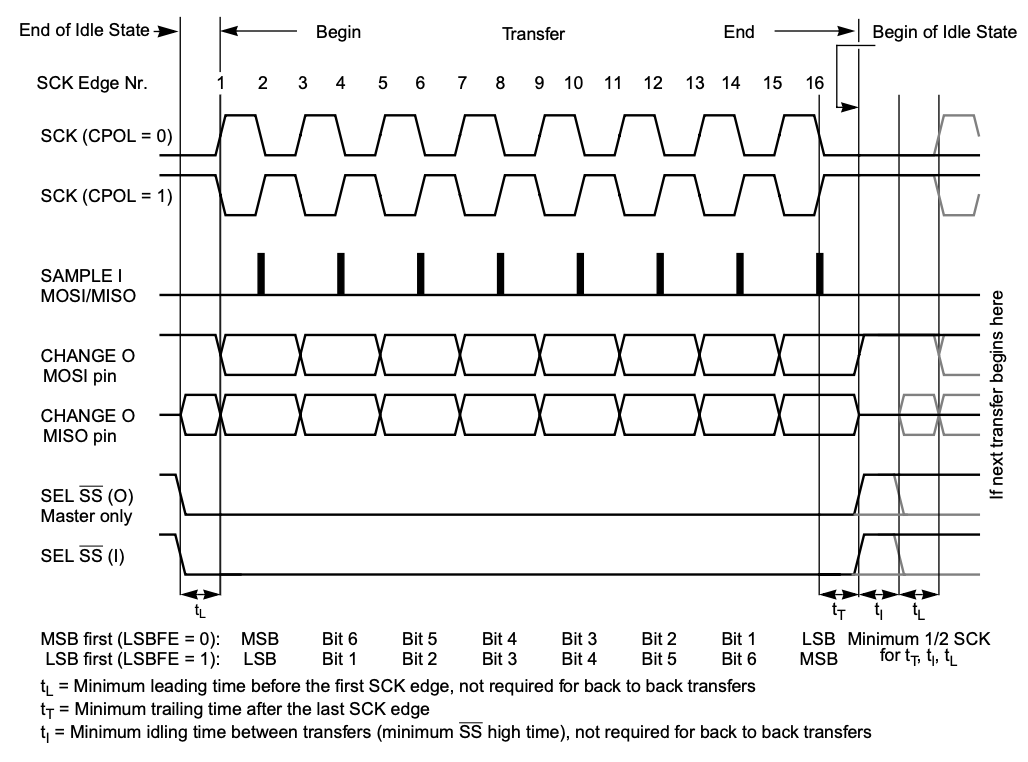 End of Idle State Begin Transfer End Begin of Idle State
SCK Edge Nr. 1 2 3 4 5 6 7 8 9 10 11 12 13 14 15 16
SCK (CPOL = 0)
SCK (CPOL = 1)
SAMPLE I
MOSI/MISO
CHANGE O
MOSI pin
CHANGE O
MISO pin
SEL S̅S̅ (O)
Master only
SEL S̅S̅ (I)
If next transfer begins here
tL tT tI tL
MSB first (LSBFE = 0): MSB Bit 6 Bit 5 Bit 4 Bit 3 Bit 2 Bit 1 LSB Minimum 1/2 SCK
LSB first (LSBFE = 1): LSB Bit 1 Bit 2 Bit 3 Bit 4 Bit 5 Bit 6 MSB for tT, tl, tL
tL = Minimum leading time before the first SCK edge, not required for back to back transfers
tT = Minimum trailing time after the last SCK edge
tI = Minimum idling time between transfers (minimum S̅S̅ high time), not required for back to back transfers